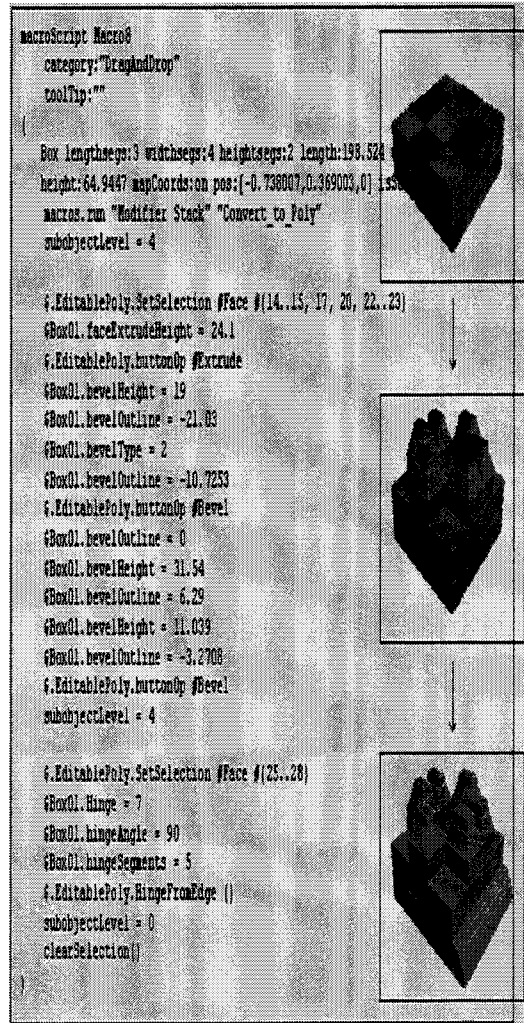 macroScript Macro8
category:"DragAndDrop"
toolTip:""
(
Box lengthsegs:3 widthsegs:4 heightsegs:2 length:198.524
height:64.9447 mapCoords:on pos:[-0.738007,0.369003,0] isSe
macros.run "Modifier Stack" "Convert_to_Poly"
subobjectLevel = 4
$.EditablePoly.SetSelection #Face #{14..15, 17, 20, 22..23}
$Box01.faceExtrudeHeight = 24.1
$.EditablePoly.buttonOp #Extrude
$Box01.bevelHeight = 19
$Box01.bevelOutline = -21.03
$Box01.bevelType = 2
$Box01.bevelOutline = -10.7253
$.EditablePoly.buttonOp #Bevel
$Box01.bevelOutline = 0
$Box01.bevelHeight = 31.54
$Box01.bevelOutline = 6.29
$Box01.bevelHeight = 11.039
$Box01.bevelOutline = -3.2708
$.EditablePoly.buttonOp #Bevel
subobjectLevel = 4
$.EditablePoly.SetSelection #Face #{25..28}
$Box01.Hinge = 7
$Box01.hingeAngle = 90
$Box01.hingeSegments = 5
$.EditablePoly.HingeFromEdge ()
subobjectLevel = 0
clearSelection()
)